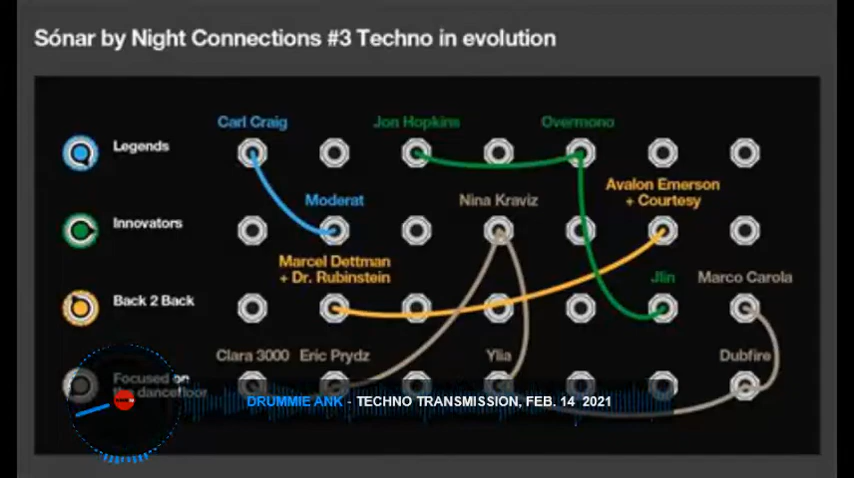 Sónar by Night Connections #3 Techno in evolution
Carl Craig
Jon Hopkins
Overmono
Legends
Avalon Emerson
+ Courtesy
Moderat
Nina Kraviz
Innovators
Marcel Dettman
+ Dr. Rubinstein
Jlin
Marco Carola
Back 2 Back
Clara 3000
Eric Prydz
Ylia
Dubfire
Focused on
the dancefloor
DRUMMIE ANK - TECHNO TRANSMISSION, FEB. 14 2021